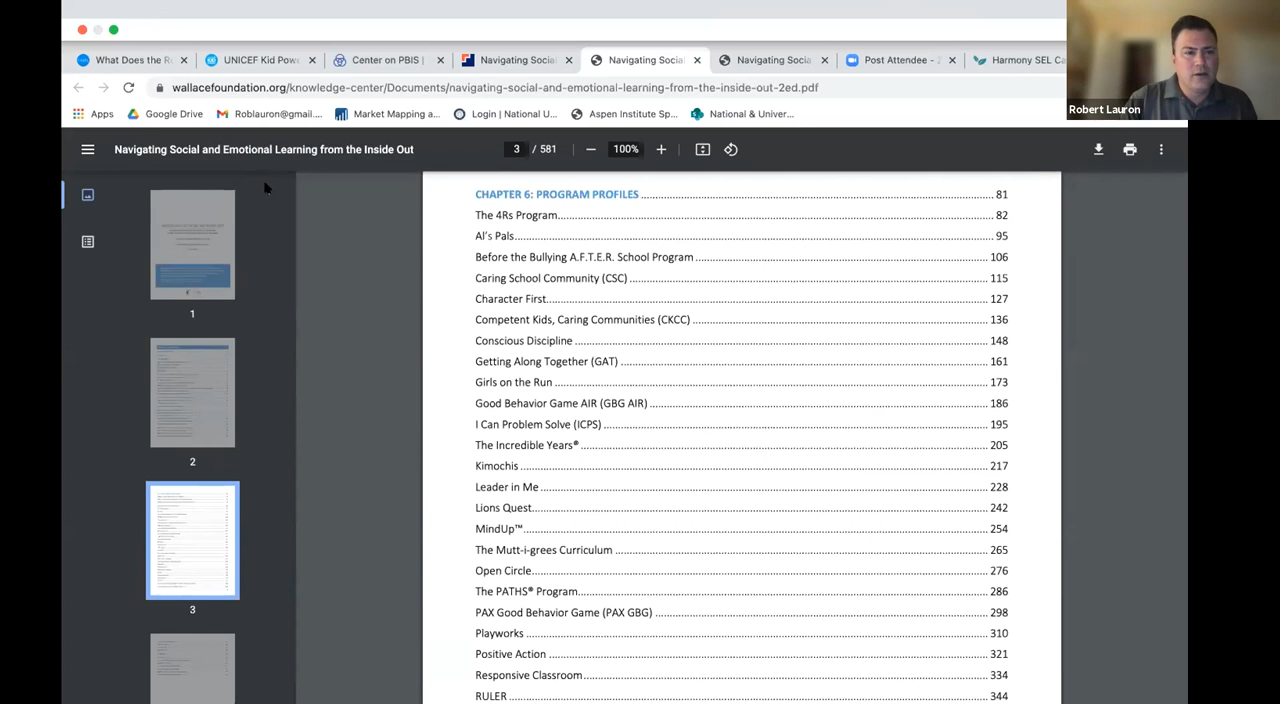 What Does the R
UNICEF Kid Powe
Center on PBIS |
Navigating Socia
Navigating Socia
Post Attendee -
Harmony SEL Ca
wallacefoundation.org/knowledge-center/Documents/navigating-social-and-emotional-learning-from-the-inside-out-2ed.pdf
Apps
Google Drive
Roblauron@gmail....
Login | National U...
Aspen Institute Sp...
National & Univer...
Robert Lauron
Navigating Social and Emotional Learning from the Inside Out
3 / 581
100%
1
2
3
CHAPTER 6: PROGRAM PROFILES 81
The 4Rs Program 82
Al's Pals 95
Before the Bullying A.F.T.E.R. School Program 106
Caring School Community (CSC) 115
Character First 127
Competent Kids, Caring Communities (CKCC) 136
Conscious Discipline 148
Getting Along Together (GAT) 161
Girls on the Run 173
Good Behavior Game AIR (GBG AIR) 186
I Can Problem Solve (ICPS) 195
The Incredible Years® 205
Kimochis 217
Leader in Me 228
Lions Quest 242
MindUp™ 254
The Curriculum 265
Open Circle 276
The PATHS® Program 286
PAX Good Behavior Game (PAX GBG) 298
Playworks 310
Positive Action 321
Responsive Classroom 334
RULER 344